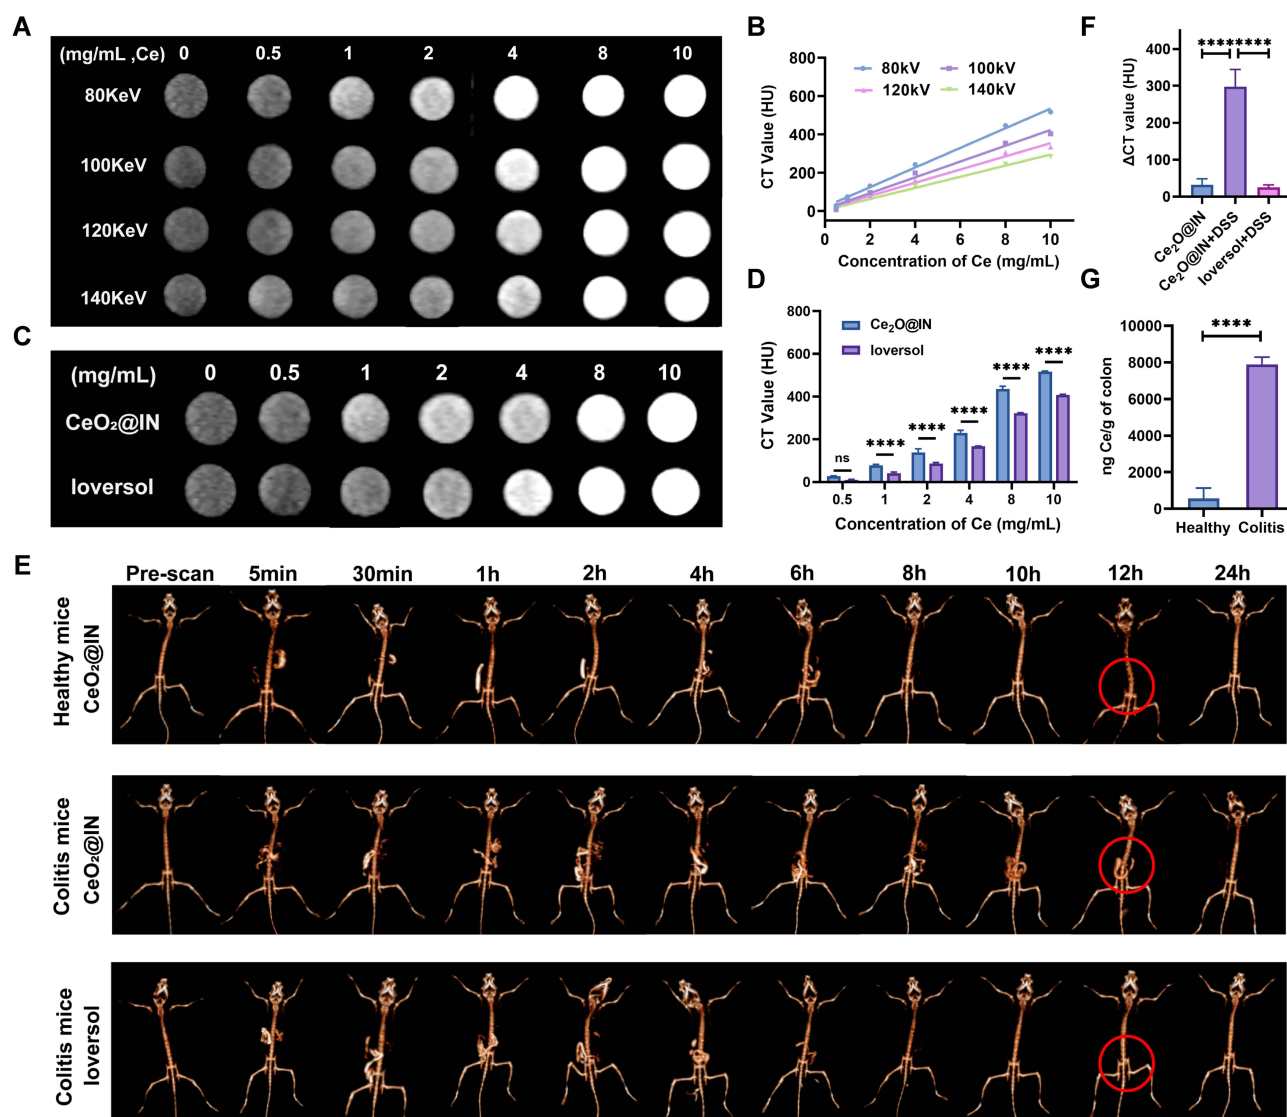 A
(mg/mL ,Ce) 0 0.5 1 2 4 8 10
80KeV
100KeV
120KeV
140KeV
B
CT Value (HU)
800
600
400
200
0
80kV 100kV
120kV 140kV
0 2 4 6 8 10
Concentration of Ce (mg/mL)
F
ΔCT value (HU)
400
300
200
100
0
********
Ce₂O@IN
Ce₂O@IN+DSS
Ioversol+DSS
C
(mg/mL) 0 0.5 1 2 4 8 10
CeO₂@IN
Ioversol
D
CT Value (HU)
800
600
400
200
0
Ce₂O@IN
Ioversol
ns **** **** **** **** ****
0.5 1 2 4 8 10
Concentration of Ce (mg/mL)
G
ng Ce/g of colon
10000
8000
6000
4000
2000
0
****
Healthy Colitis
E
Pre-scan 5min 30min 1h 2h 4h 6h 8h 10h 12h 24h
Healthy mice
CeO₂@IN
Colitis mice
CeO₂@IN
Colitis mice
Ioversol